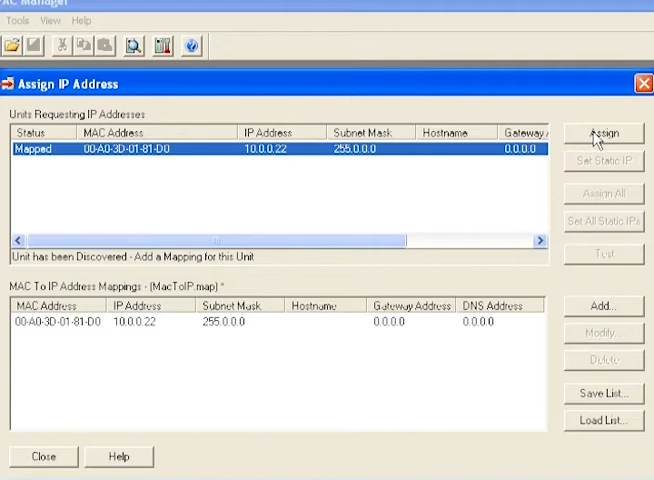 PAC Manager
Tools View Help
Assign IP Address
Units Requesting IP Addresses
Status MAC Address IP Address Subnet Mask Hostname Gateway A
Mapped 00-A0-3D-01-81-D0 10.0.0.22 255.0.0.0 0.0.0.0
Assign
Set Static IP
Assign All
Set All Static IPs
Test
Unit has been Discovered - Add a Mapping for this Unit
MAC To IP Address Mappings - (MacToIP.map) *
MAC Address IP Address Subnet Mask Hostname Gateway Address DNS Address
00-A0-3D-01-81-D0 10.0.0.22 255.0.0.0 0.0.0.0 0.0.0.0
Add...
Modify...
Delete
Save List...
Load List...
Close Help